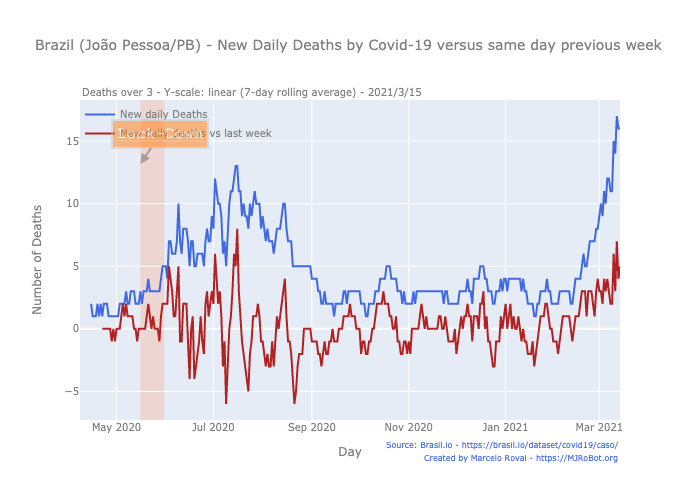 Brazil (João Pessoa/PB) - New Daily Deaths by Covid-19 versus same day previous week
Deaths over 3 - Y-scale: linear (7-day rolling average) - 2021/3/15
New daily Deaths
New daily deaths vs last week
Lock-Down
Number of Deaths
15
10
5
0
−5
May 2020
Jul 2020
Sep 2020
Nov 2020
Jan 2021
Mar 2021
Day
Source: Brasil.io - https://brasil.io/dataset/covid19/caso/
Created by Marcelo Rovai - https://MJRoBot.org